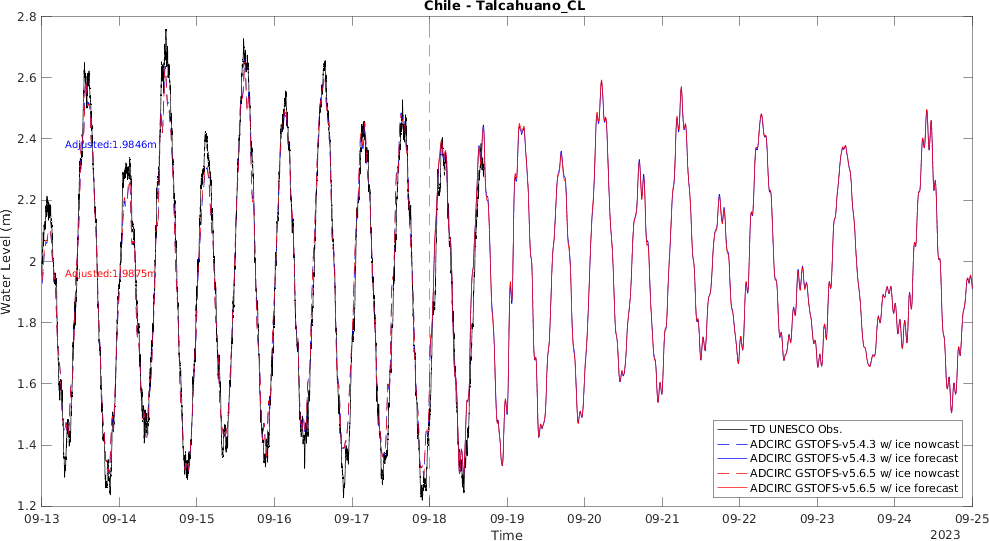 Chile - Talcahuano_CL
2.8
2.6
2.4
2.2
2
1.8
1.6
1.4
1.2
Water Level (m)
Adjusted:1.9846m
Adjusted:1.9875m
TD UNESCO Obs.
ADCIRC GSTOFS-v5.4.3 w/ ice nowcast
ADCIRC GSTOFS-v5.4.3 w/ ice forecast
ADCIRC GSTOFS-v5.6.5 w/ ice nowcast
ADCIRC GSTOFS-v5.6.5 w/ ice forecast
09-13 09-14 09-15 09-16 09-17 09-18 09-19 09-20 09-21 09-22 09-23 09-24 09-25
Time
2023